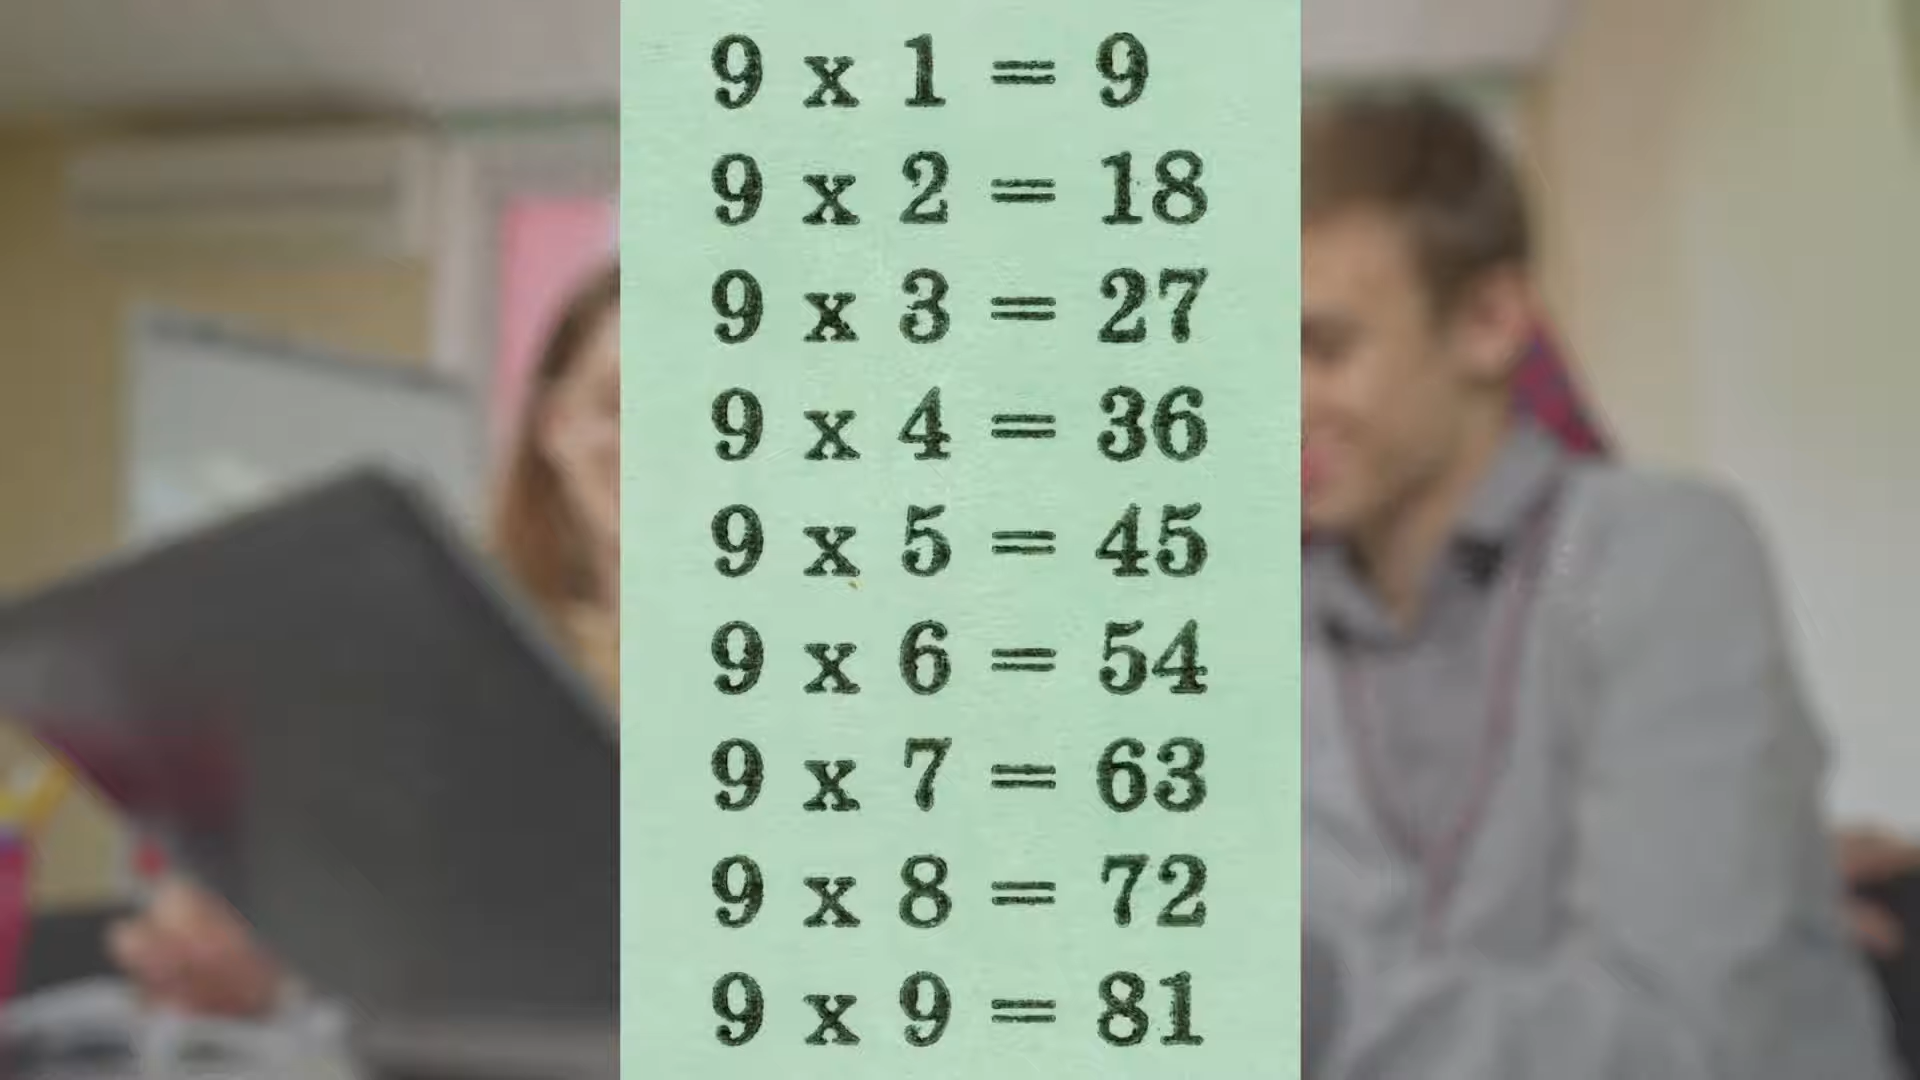 9 x 1 = 9
9 x 2 = 18
9 x 3 = 27
9 x 4 = 36
9 x 5 = 45
9 x 6 = 54
9 x 7 = 63
9 x 8 = 72
9 x 9 = 81